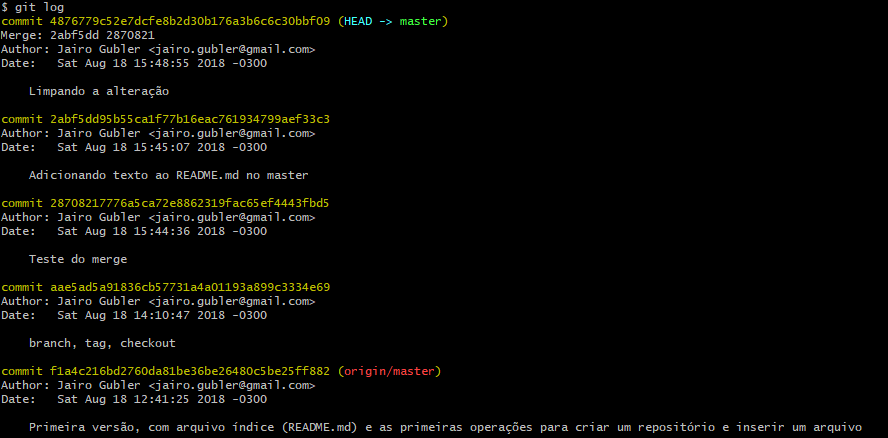 $ git log
commit 4876779c52e7dcfe8b2d30b176a3b6c6c30bbf09 (HEAD -> master)
Merge: 2abf5dd 2870821
Author: Jairo Gubler <jairo.gubler@gmail.com>
Date:   Sat Aug 18 15:48:55 2018 -0300
    Limpando a alteração
commit 2abf5dd95b55ca1f77b16eac761934799aef33c3
Author: Jairo Gubler <jairo.gubler@gmail.com>
Date:   Sat Aug 18 15:45:07 2018 -0300
    Adicionando texto ao README.md no master
commit 28708217776a5ca72e8862319fac65ef4443fbd5
Author: Jairo Gubler <jairo.gubler@gmail.com>
Date:   Sat Aug 18 15:44:36 2018 -0300
    Teste do merge
commit aae5ad5a91836cb57731a4a01193a899c3334e69
Author: Jairo Gubler <jairo.gubler@gmail.com>
Date:   Sat Aug 18 14:10:47 2018 -0300
    branch, tag, checkout
commit f1a4c216bd2760da81be36be26480c5be25ff882 (origin/master)
Author: Jairo Gubler <jairo.gubler@gmail.com>
Date:   Sat Aug 18 12:41:25 2018 -0300
    Primeira versão, com arquivo índice (README.md) e as primeiras operações para criar um repositório e inserir um arquivo